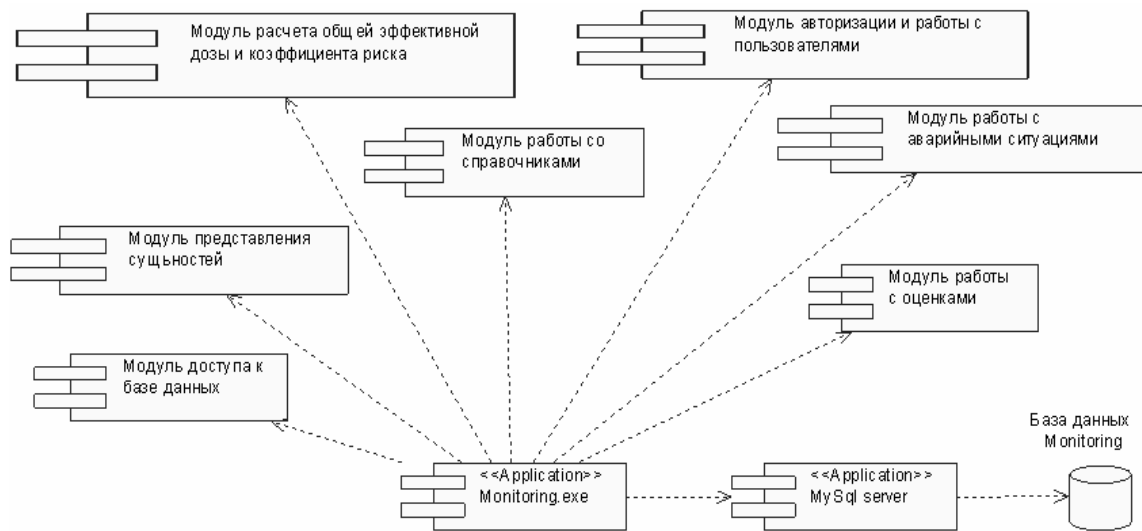 Модуль расчета общей эффективной
дозы и коэффициента риска
Модуль авторизации и работы с
пользователями
Модуль работы со
справочниками
Модуль работы с
аварийными ситуациями
Модуль представления
сущьностей
Модуль работы
с оценками
Модуль доступа к
базе данных
База данных
Monitoring
<<Application>>
Monitoring.exe
<<Application>>
MySql server